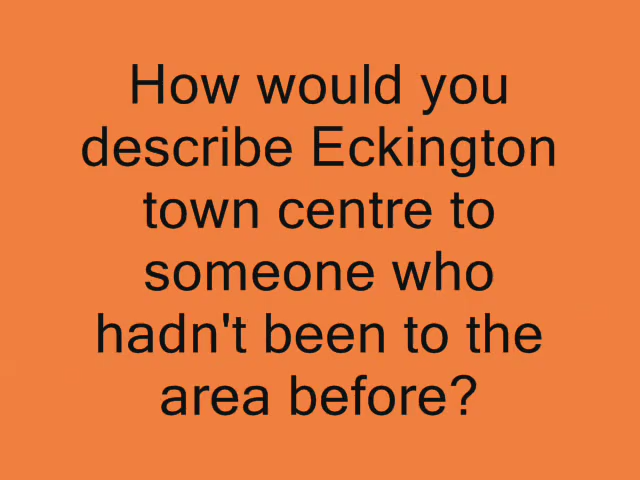 How would you
describe Eckington
town centre to
someone who
hadn't been to the
area before?